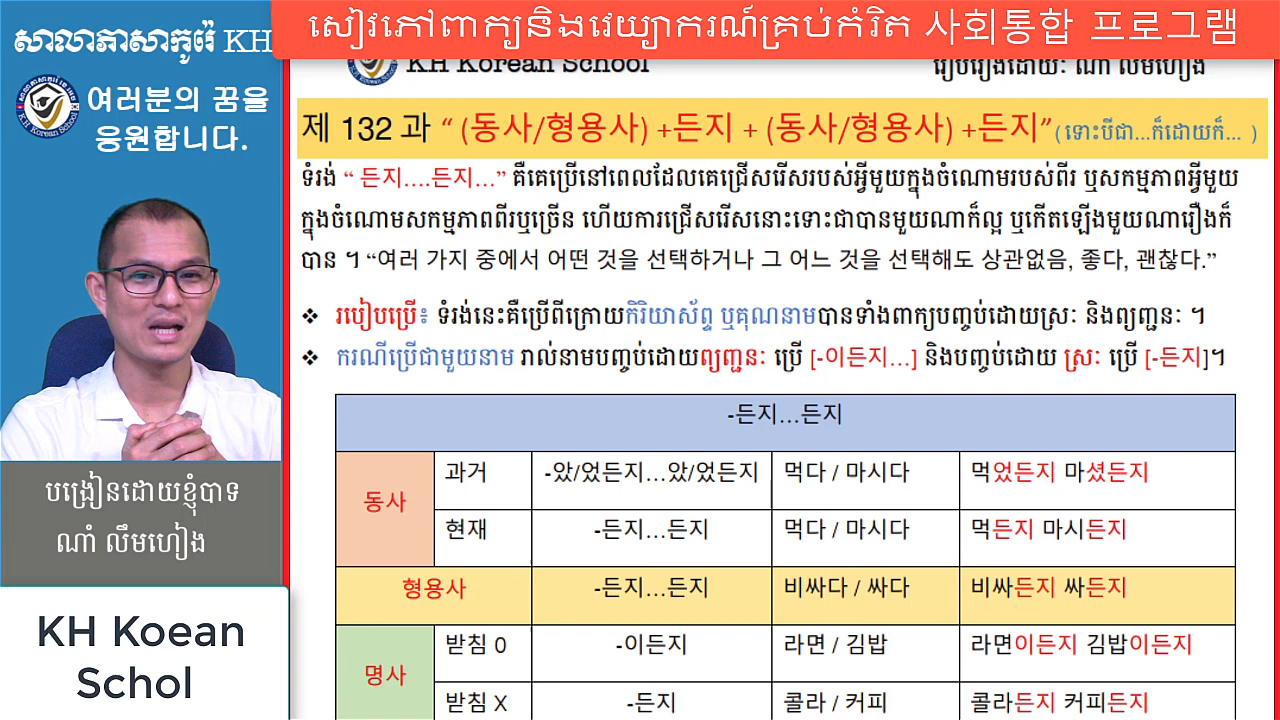 សៀវភៅពាក្យនិងវេយ្យាករណ៍គ្រប់កំរិត 사회통합 프로그램
សាលាភាសាកូរ៉េ KH
여러분의 꿈을
응원합니다.
KH Korean School
រៀបរៀងដោយ: ណាំ លឹមហៀង
제 132 과 “ (동사/형용사) +든지 + (동사/형용사) +든지”(ទោះបីជា...ក៏ដោយក៏... )
ទំរង់ “ 든지....든지...” គឺគេប្រើនៅពេលដែលគេជ្រើសរើសរបស់អ្វីមួយក្នុងចំណោមរបស់ពីរ ឬសកម្មភាពអ្វីមួយ
ក្នុងចំណោមសកម្មភាពពីរឬច្រើន ហើយការជ្រើសរើសនោះទោះជាបានមួយណាក៏ល្អ ឬកើតឡើងមួយណារឿងក៏
បាន ។ “여러 가지 중에서 어떤 것을 선택하거나 그 어느 것을 선택해도 상관없음, 좋다, 괜찮다.”
❖ របៀបប្រើ៖ ទំរង់នេះគឺប្រើពីក្រោយកិរិយាស័ព្ទ ឬគុណនាមបានទាំងពាក្យបញ្ចប់ដោយស្រៈ និងព្យញ្ជនៈ ។
❖ ករណីប្រើជាមួយនាម រាល់នាមបញ្ចប់ដោយព្យញ្ជនៈ ប្រើ [-이든지...] និងបញ្ចប់ដោយ ស្រៈ ប្រើ [-든지]។
-든지...든지
동사 과거 -았/었든지...았/었든지 먹다 / 마시다 먹었든지 마셨든지
현재 -든지...든지 먹다 / 마시다 먹든지 마시든지
형용사 -든지...든지 비싸다 / 싸다 비싸든지 싸든지
명사 받침 0 -이든지 라면 / 김밥 라면이든지 김밥이든지
받침 X -든지 콜라 / 커피 콜라든지 커피든지
បង្រៀនដោយខ្ញុំបាទ
ណាំ លឹមហៀង
KH Koean
Schol